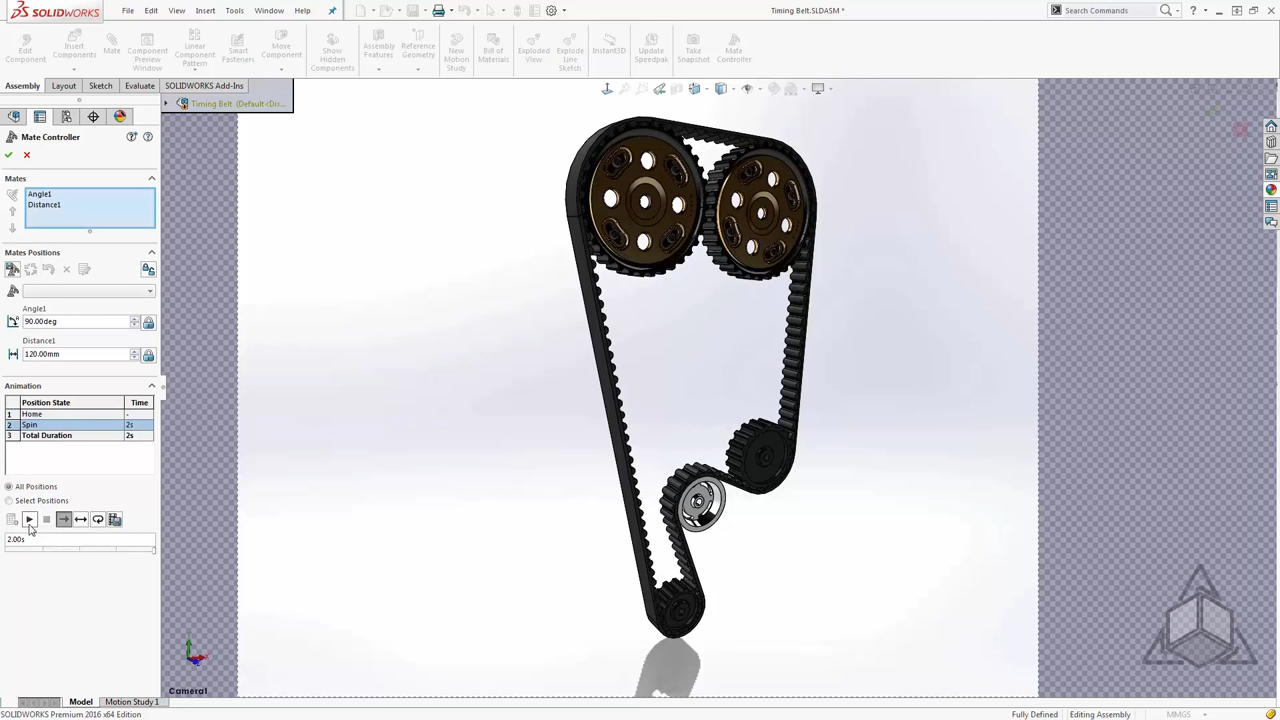 SOLIDWORKS
File
Edit
View
Insert
Tools
Window
Help
Timing Belt.SLDASM *
Search Commands
Edit
Component
Insert
Components
Mate
Component
Preview
Window
Linear
Component
Pattern
Smart
Fasteners
Move
Component
Show
Hidden
Components
Assembly
Features
Reference
Geometry
New
Motion
Study
Bill of
Materials
Exploded
View
Explode
Line
Sketch
Instant3D
Update
Speedpak
Take
Snapshot
Mate
Controller
Assembly
Layout
Sketch
Evaluate
SOLIDWORKS Add-Ins
Timing Belt (Default<Dis...
Mate Controller
Mates
Angle1
Distance1
Mates Positions
Angle1
90.00deg
Distance1
120.00mm
Animation
Position State Time
1 Home -
2 Spin 2s
3 Total Duration 2s
All Positions
Select Positions
2.00s
Camera1
Model
Motion Study 1
SOLIDWORKS Premium 2016 x64 Edition
Fully Defined
Editing Assembly
MMGS